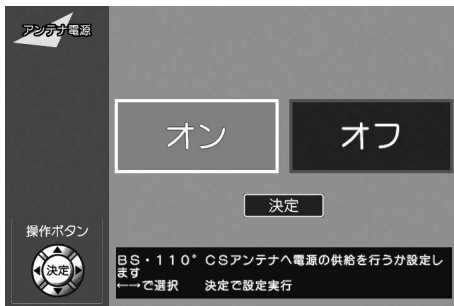 アンテナ電源
オン
オフ
決定
操作ボタン
決定
BS・110°CSアンテナへ電源の供給を行うか設定し
ます
←→で選択　決定で設定実行